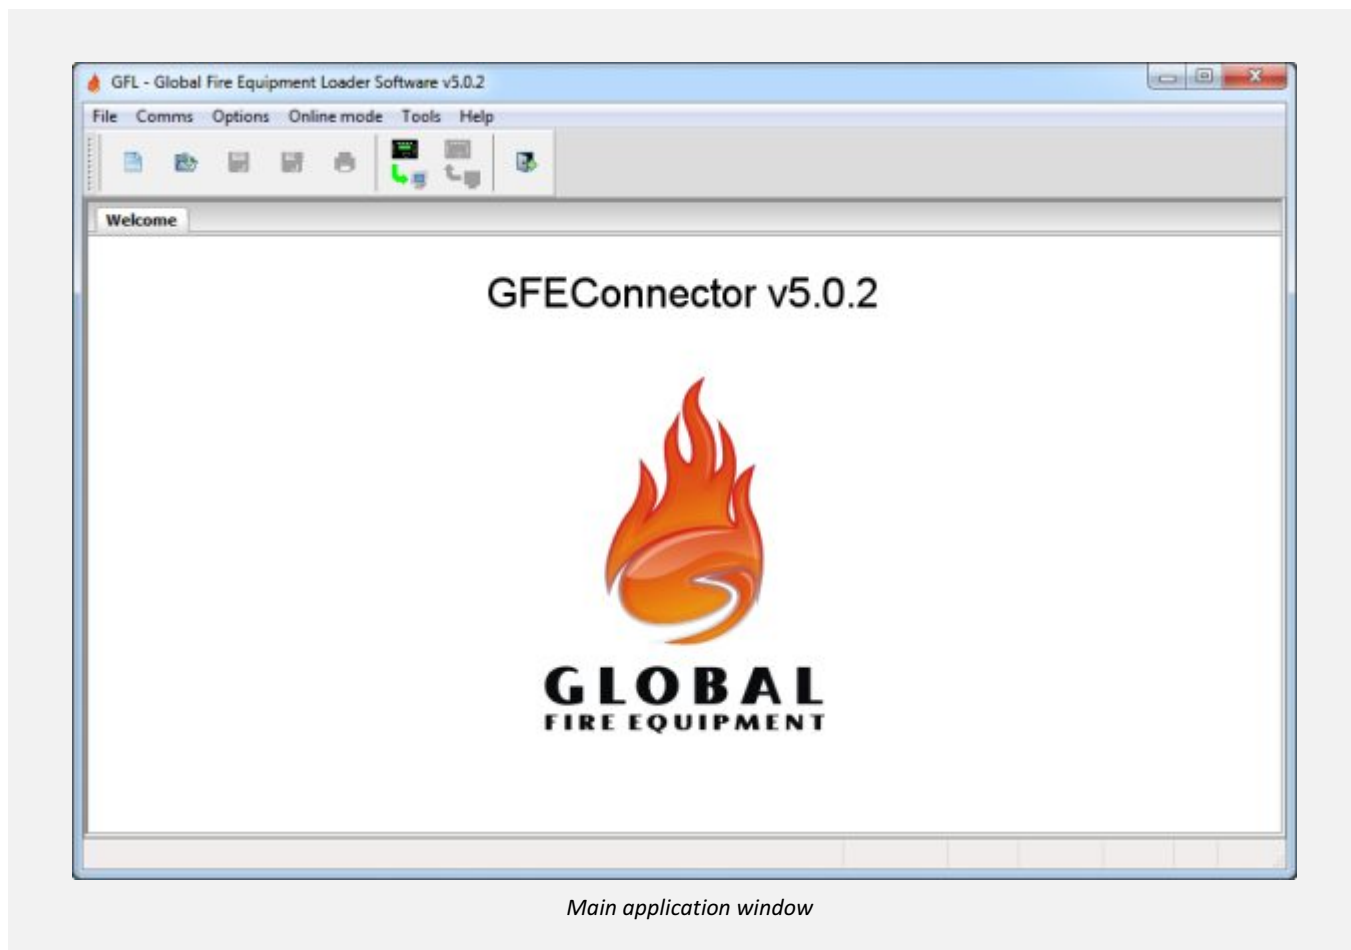 GFL - Global Fire Equipment Loader Software v5.0.2
File Comms Options Online mode Tools Help
Welcome
GFEConnector v5.0.2
GLOBAL
FIRE EQUIPMENT
Main application window